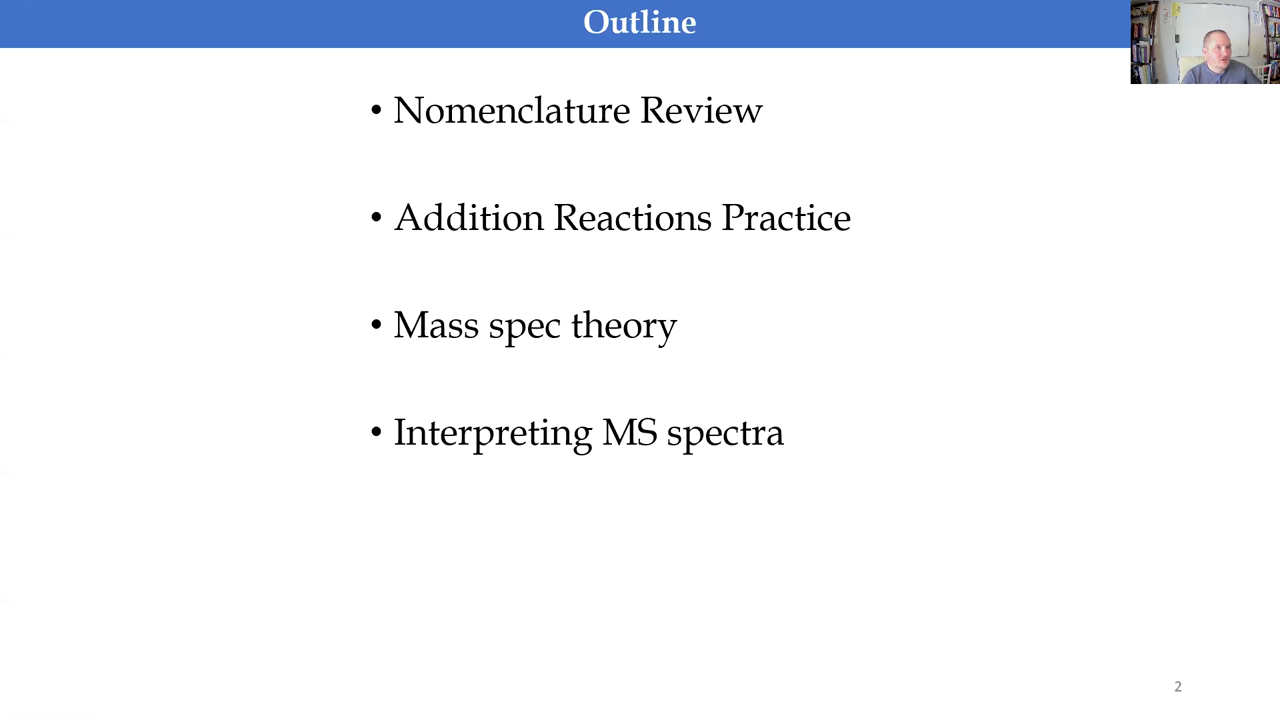 Outline
• Nomenclature Review
• Addition Reactions Practice
• Mass spec theory
• Interpreting MS spectra
2